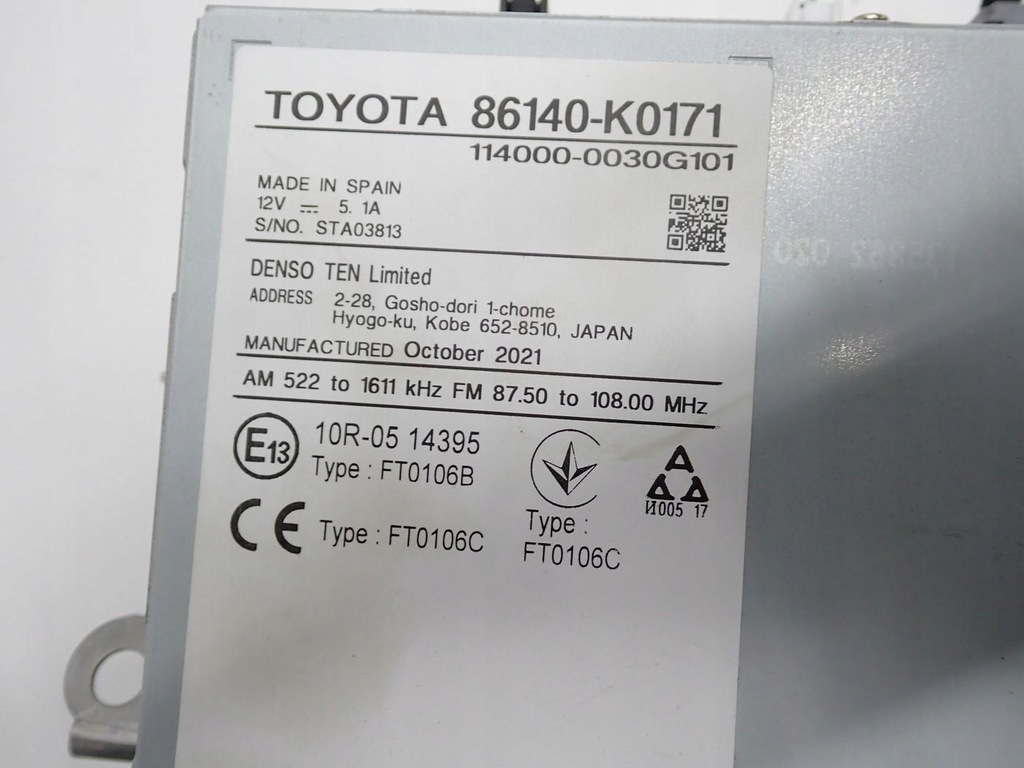 TOYOTA 86140-K0171
114000-0030G101
MADE IN SPAIN
12V ⎓ 5. 1A
S/NO. STA03813
DENSO TEN Limited
ADDRESS 2-28, Gosho-dori 1-chome
Hyogo-ku, Kobe 652-8510, JAPAN
MANUFACTURED October 2021
AM 522 to 1611 kHz FM 87.50 to 108.00 MHz
E13 10R-05 14395
Type : FT0106B
CE Type : FT0106C
Type :
FT0106C
И005 17